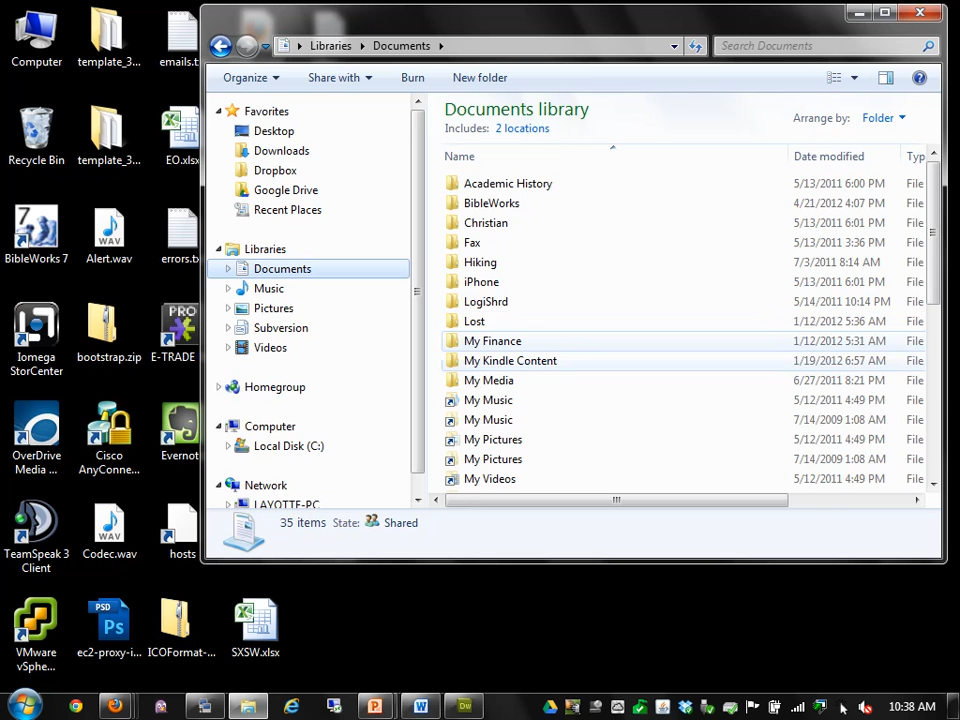 Computer
template_3...
emails.t
Recycle Bin
template_3...
EO.xlsx
7
BibleWorks 7
WAV
Alert.wav
errors.tx
Iomega
StorCenter
bootstrap.zip
PRO
E-TRADE
OverDrive
Media ...
Cisco
AnyConne...
Evernot
TeamSpeak 3
Client
WAV
Codec.wav
hosts
VMware
vSphe...
PSD
Ps
ec2-proxy-i...
ICOFormat-...
SXSW.xlsx
Libraries
Documents
Search Documents
Organize
Share with
Burn
New folder
Favorites
Desktop
Downloads
Dropbox
Google Drive
Recent Places
Libraries
Documents
Music
Pictures
Subversion
Videos
Homegroup
Computer
Local Disk (C:)
Network
LAYOTTE-PC
Documents library
Includes: 2 locations
Arrange by: Folder
Name Date modified Typ
Academic History 5/13/2011 6:00 PM File
BibleWorks 4/21/2012 4:07 PM File
Christian 5/13/2011 6:01 PM File
Fax 5/13/2011 3:36 PM File
Hiking 7/3/2011 8:14 AM File
iPhone 5/13/2011 6:01 PM File
LogiShrd 5/14/2011 10:14 PM File
Lost 1/12/2012 5:36 AM File
My Finance 1/12/2012 5:31 AM File
My Kindle Content 1/19/2012 6:57 AM File
My Media 6/27/2011 8:21 PM File
My Music 5/12/2011 4:49 PM File
My Music 7/14/2009 1:08 AM File
My Pictures 5/12/2011 4:49 PM File
My Pictures 7/14/2009 1:08 AM File
My Videos 5/12/2011 4:49 PM File
35 items State: Shared
P
W
Dw
10:38 AM